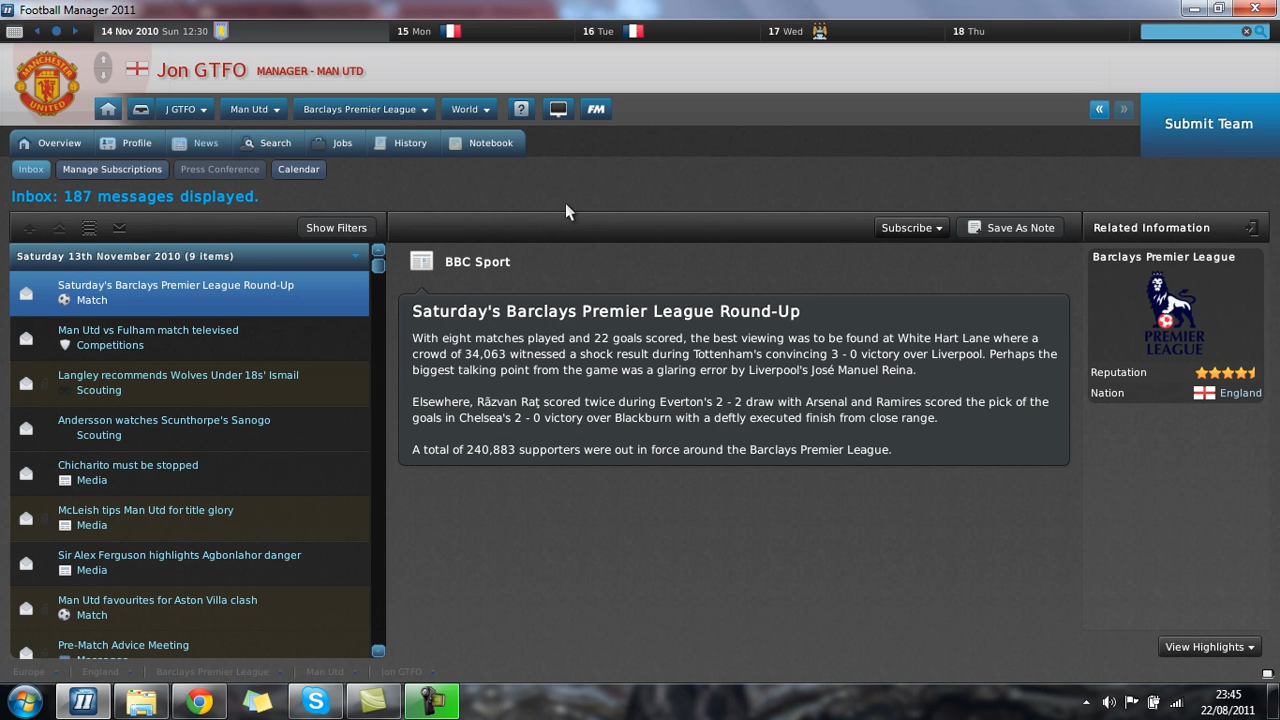 Football Manager 2011
14 Nov 2010 Sun 12:30
15 Mon
16 Tue
17 Wed
18 Thu
MANCHESTER
UNITED
Jon GTFO MANAGER - MAN UTD
J GTFO
Man Utd
Barclays Premier League
World
?
FM
Submit Team
Overview
Profile
News
Search
Jobs
History
Notebook
Inbox
Manage Subscriptions
Press Conference
Calendar
Inbox: 187 messages displayed.
Show Filters
Subscribe
Save As Note
Related Information
Saturday 13th November 2010 (9 items)
Saturday's Barclays Premier League Round-Up
Match
Man Utd vs Fulham match televised
Competitions
Langley recommends Wolves Under 18s' Ismail
Scouting
Andersson watches Scunthorpe's Sanogo
Scouting
Chicharito must be stopped
Media
McLeish tips Man Utd for title glory
Media
Sir Alex Ferguson highlights Agbonlahor danger
Media
Man Utd favourites for Aston Villa clash
Match
Pre-Match Advice Meeting
BBC Sport
Saturday's Barclays Premier League Round-Up
With eight matches played and 22 goals scored, the best viewing was to be found at White Hart Lane where a
crowd of 34,063 witnessed a shock result during Tottenham's convincing 3 - 0 victory over Liverpool. Perhaps the
biggest talking point from the game was a glaring error by Liverpool's José Manuel Reina.
Elsewhere, Răzvan Raţ scored twice during Everton's 2 - 2 draw with Arsenal and Ramires scored the pick of the
goals in Chelsea's 2 - 0 victory over Blackburn with a deftly executed finish from close range.
A total of 240,883 supporters were out in force around the Barclays Premier League.
Barclays Premier League
PREMIER
LEAGUE
Reputation
Nation England
View Highlights
Europe
England
Barclays Premier League
Man Utd
Jon GTFO
23:45
22/08/2011